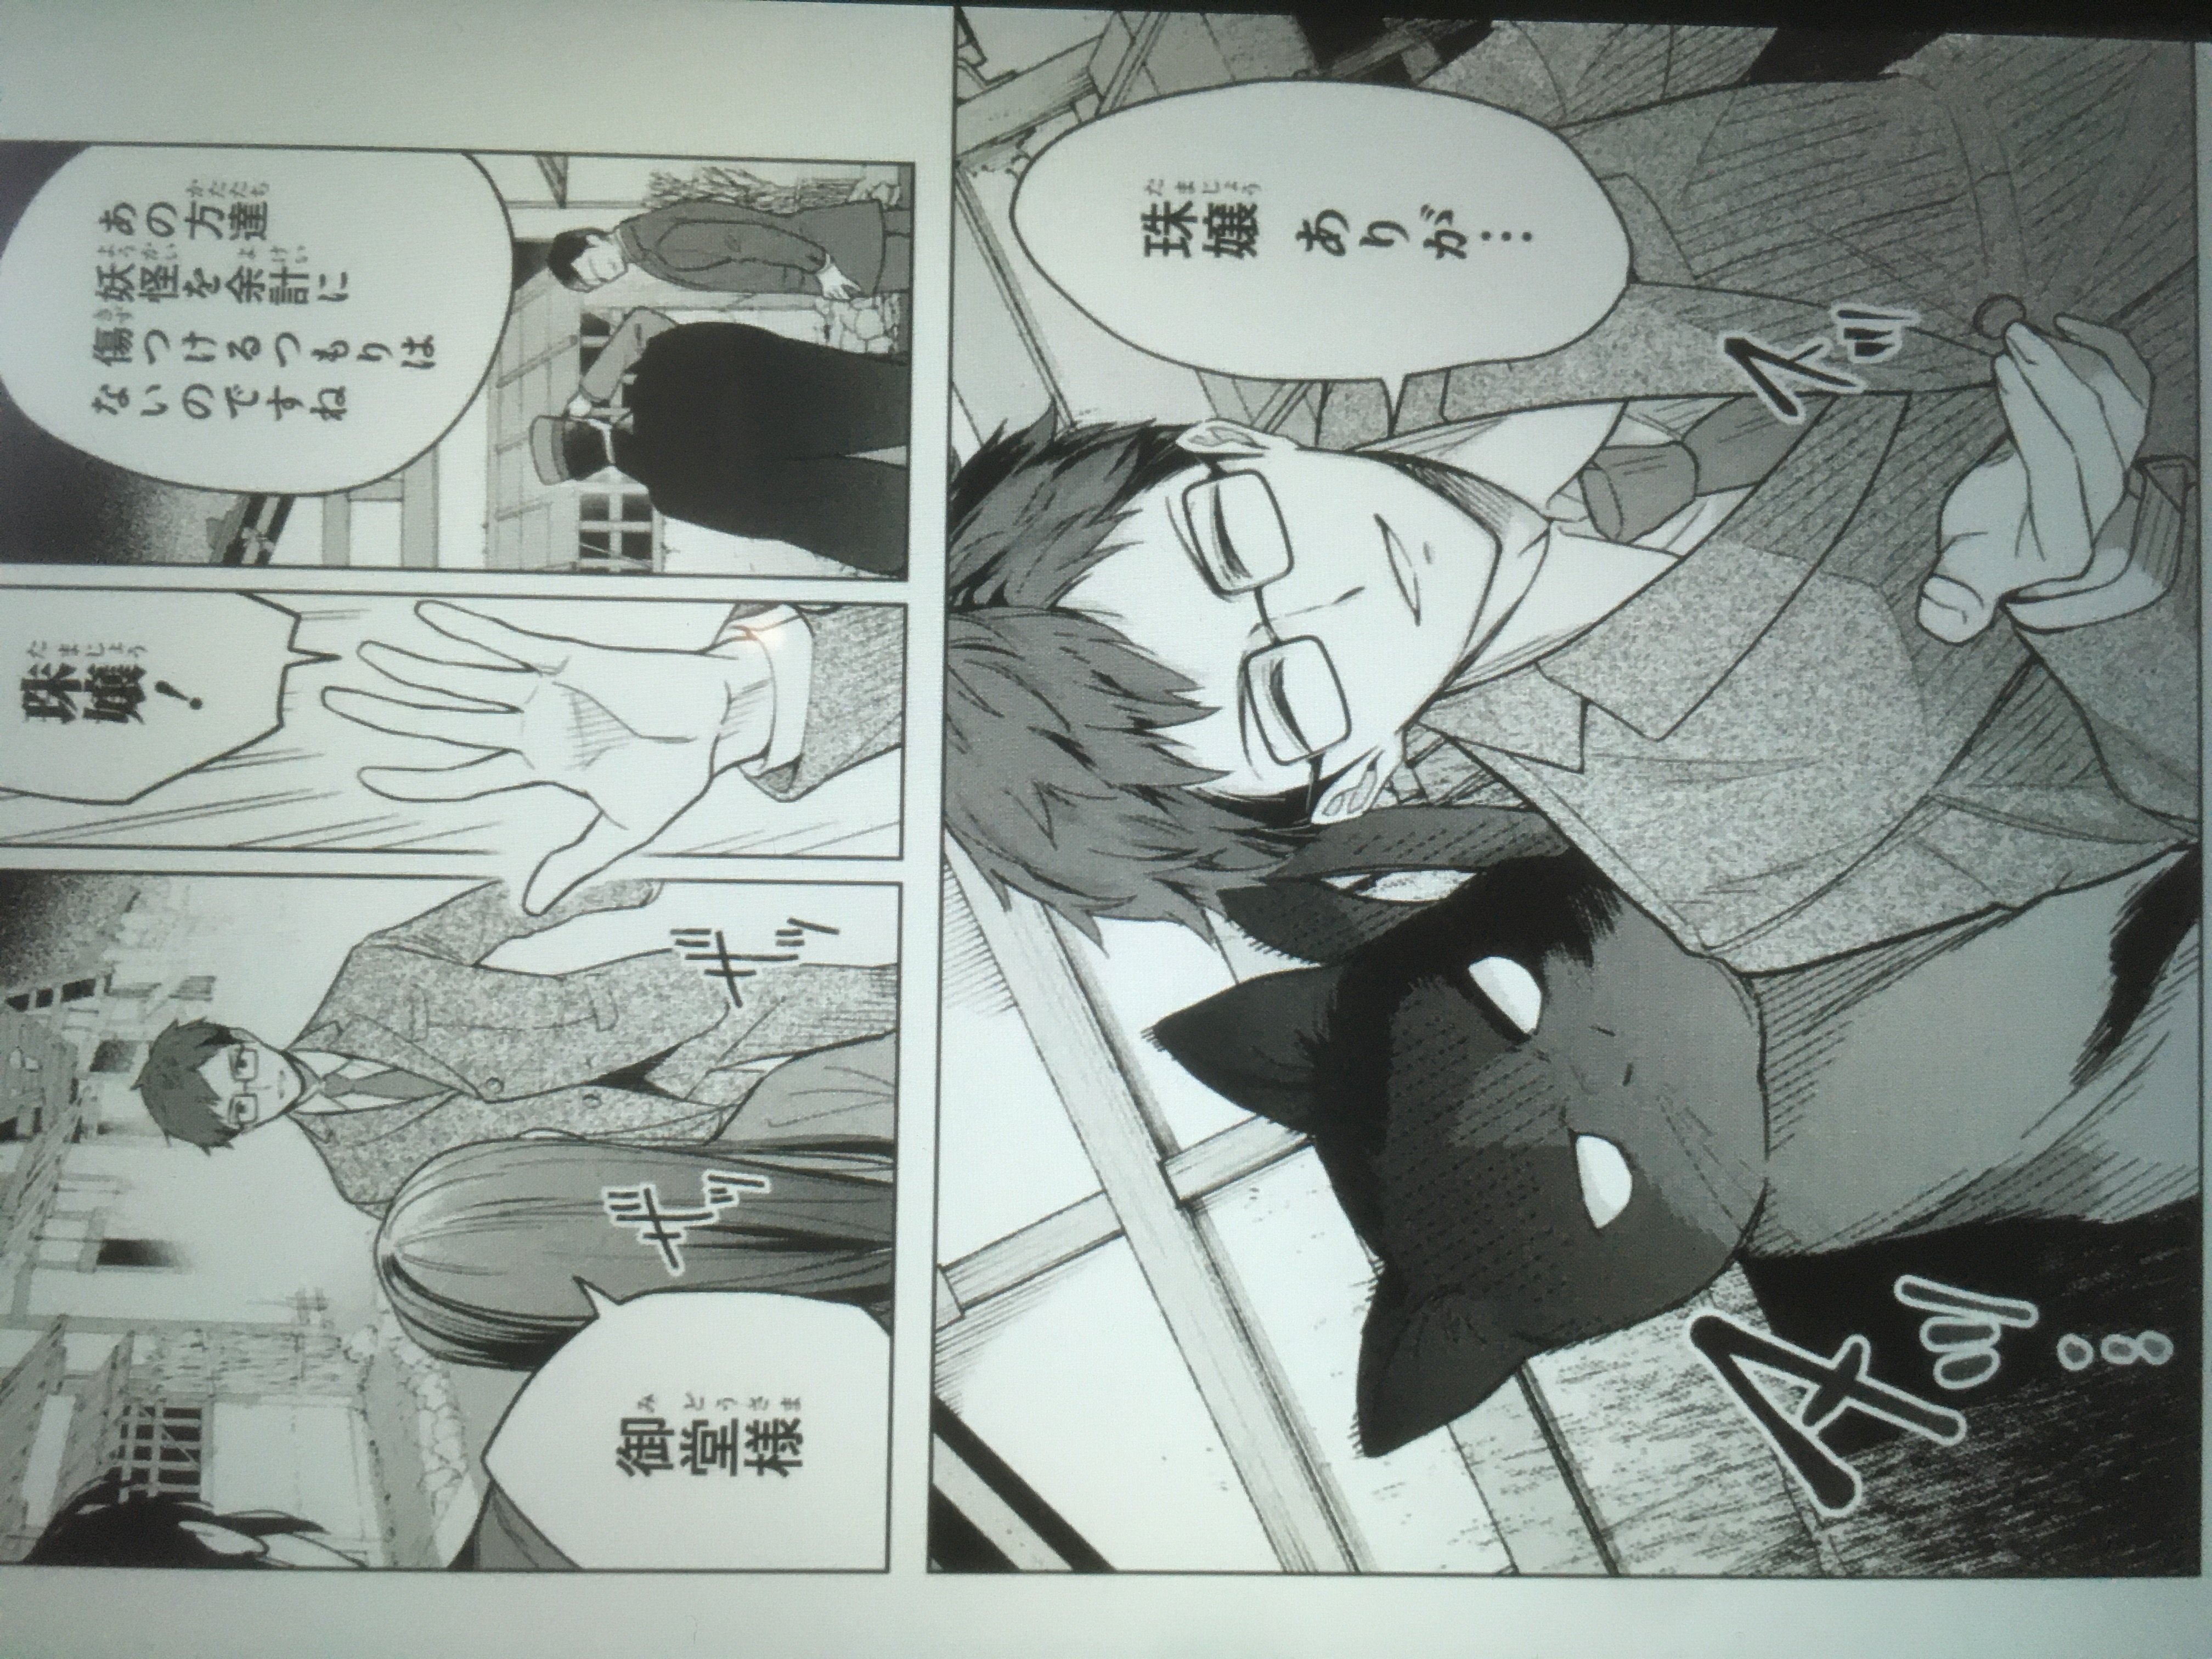 あの方達
妖怪を余計に
傷つけるつもりは
ないのですね
珠嬢！
御堂様
ザッ
ザッ
珠嬢 ありが…
スッ
タッ…